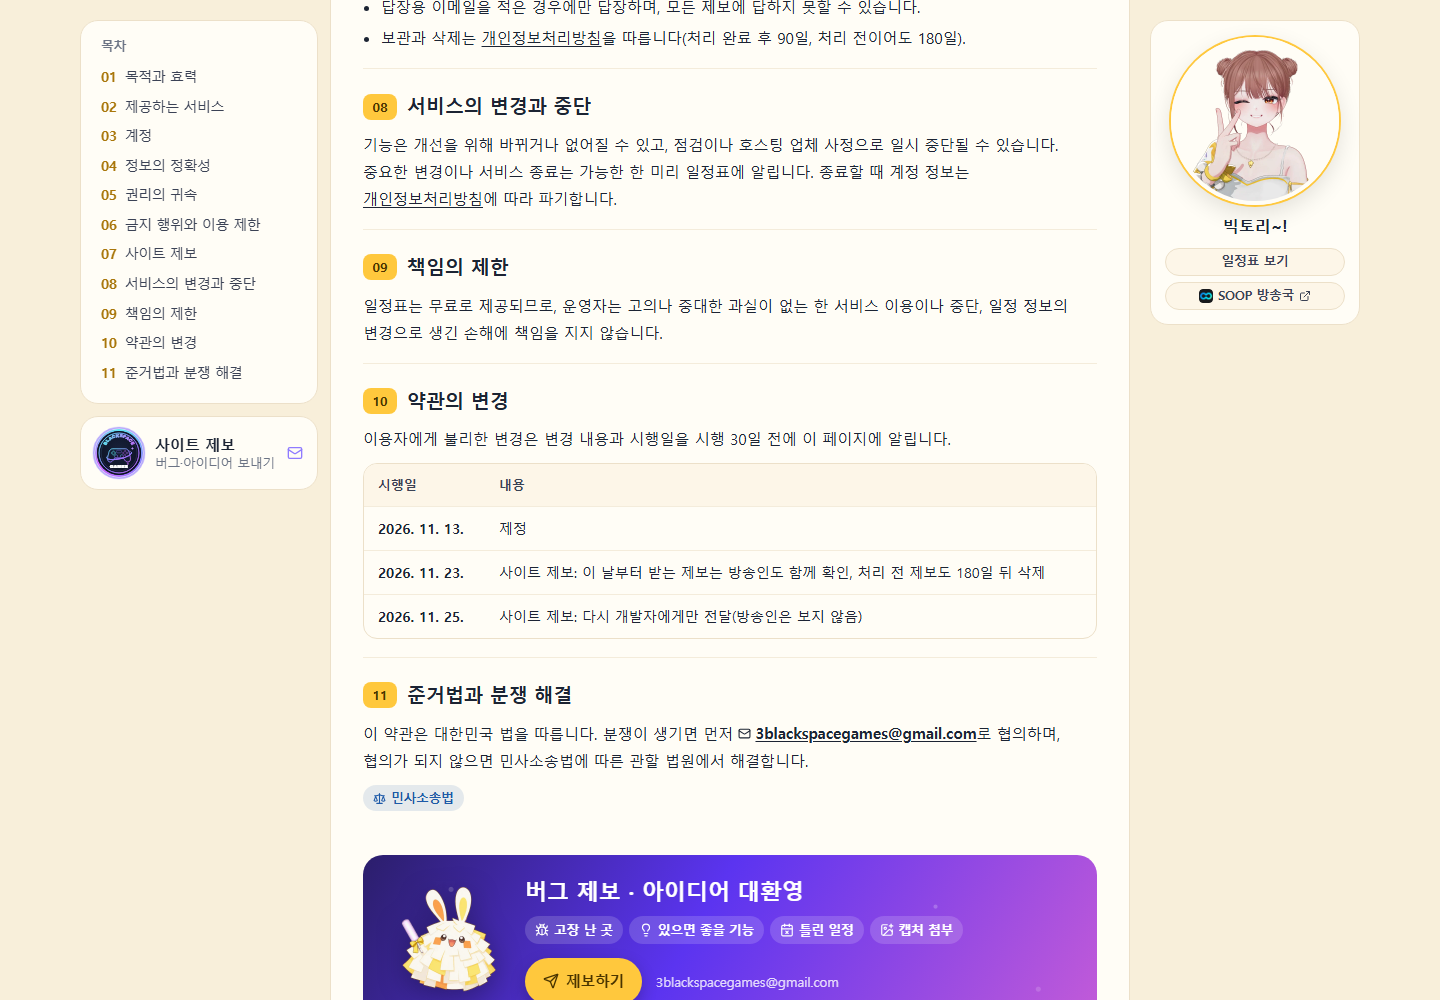 목차
01 목적과 효력
02 제공하는 서비스
03 계정
04 정보의 정확성
05 권리의 귀속
06 금지 행위와 이용 제한
07 사이트 제보
08 서비스의 변경과 중단
09 책임의 제한
10 약관의 변경
11 준거법과 분쟁 해결
사이트 제보
버그·아이디어 보내기
답장용 이메일을 적은 경우에만 답장하며, 모든 제보에 답하지 못할 수 있습니다.
보관과 삭제는 개인정보처리방침을 따릅니다(처리 완료 후 90일, 처리 전이어도 180일).
08 서비스의 변경과 중단
기능은 개선을 위해 바뀌거나 없어질 수 있고, 점검이나 호스팅 업체 사정으로 일시 중단될 수 있습니다.
중요한 변경이나 서비스 종료는 가능한 한 미리 일정표에 알립니다. 종료할 때 계정 정보는
개인정보처리방침에 따라 파기합니다.
09 책임의 제한
일정표는 무료로 제공되므로, 운영자는 고의나 중대한 과실이 없는 한 서비스 이용이나 중단, 일정 정보의
변경으로 생긴 손해에 책임을 지지 않습니다.
10 약관의 변경
이용자에게 불리한 변경은 변경 내용과 시행일을 시행 30일 전에 이 페이지에 알립니다.
시행일 내용
2026. 11. 13. 제정
2026. 11. 23. 사이트 제보: 이 날부터 받는 제보는 방송인도 함께 확인, 처리 전 제보도 180일 뒤 삭제
2026. 11. 25. 사이트 제보: 다시 개발자에게만 전달(방송인은 보지 않음)
11 준거법과 분쟁 해결
이 약관은 대한민국 법을 따릅니다. 분쟁이 생기면 먼저 3blackspacegames@gmail.com로 협의하며,
협의가 되지 않으면 민사소송법에 따른 관할 법원에서 해결합니다.
민사소송법
버그 제보 · 아이디어 대환영
고장 난 곳 있으면 좋을 기능 틀린 일정 캡처 첨부
제보하기 3blackspacegames@gmail.com
빅토리~!
일정표 보기
SOOP 방송국